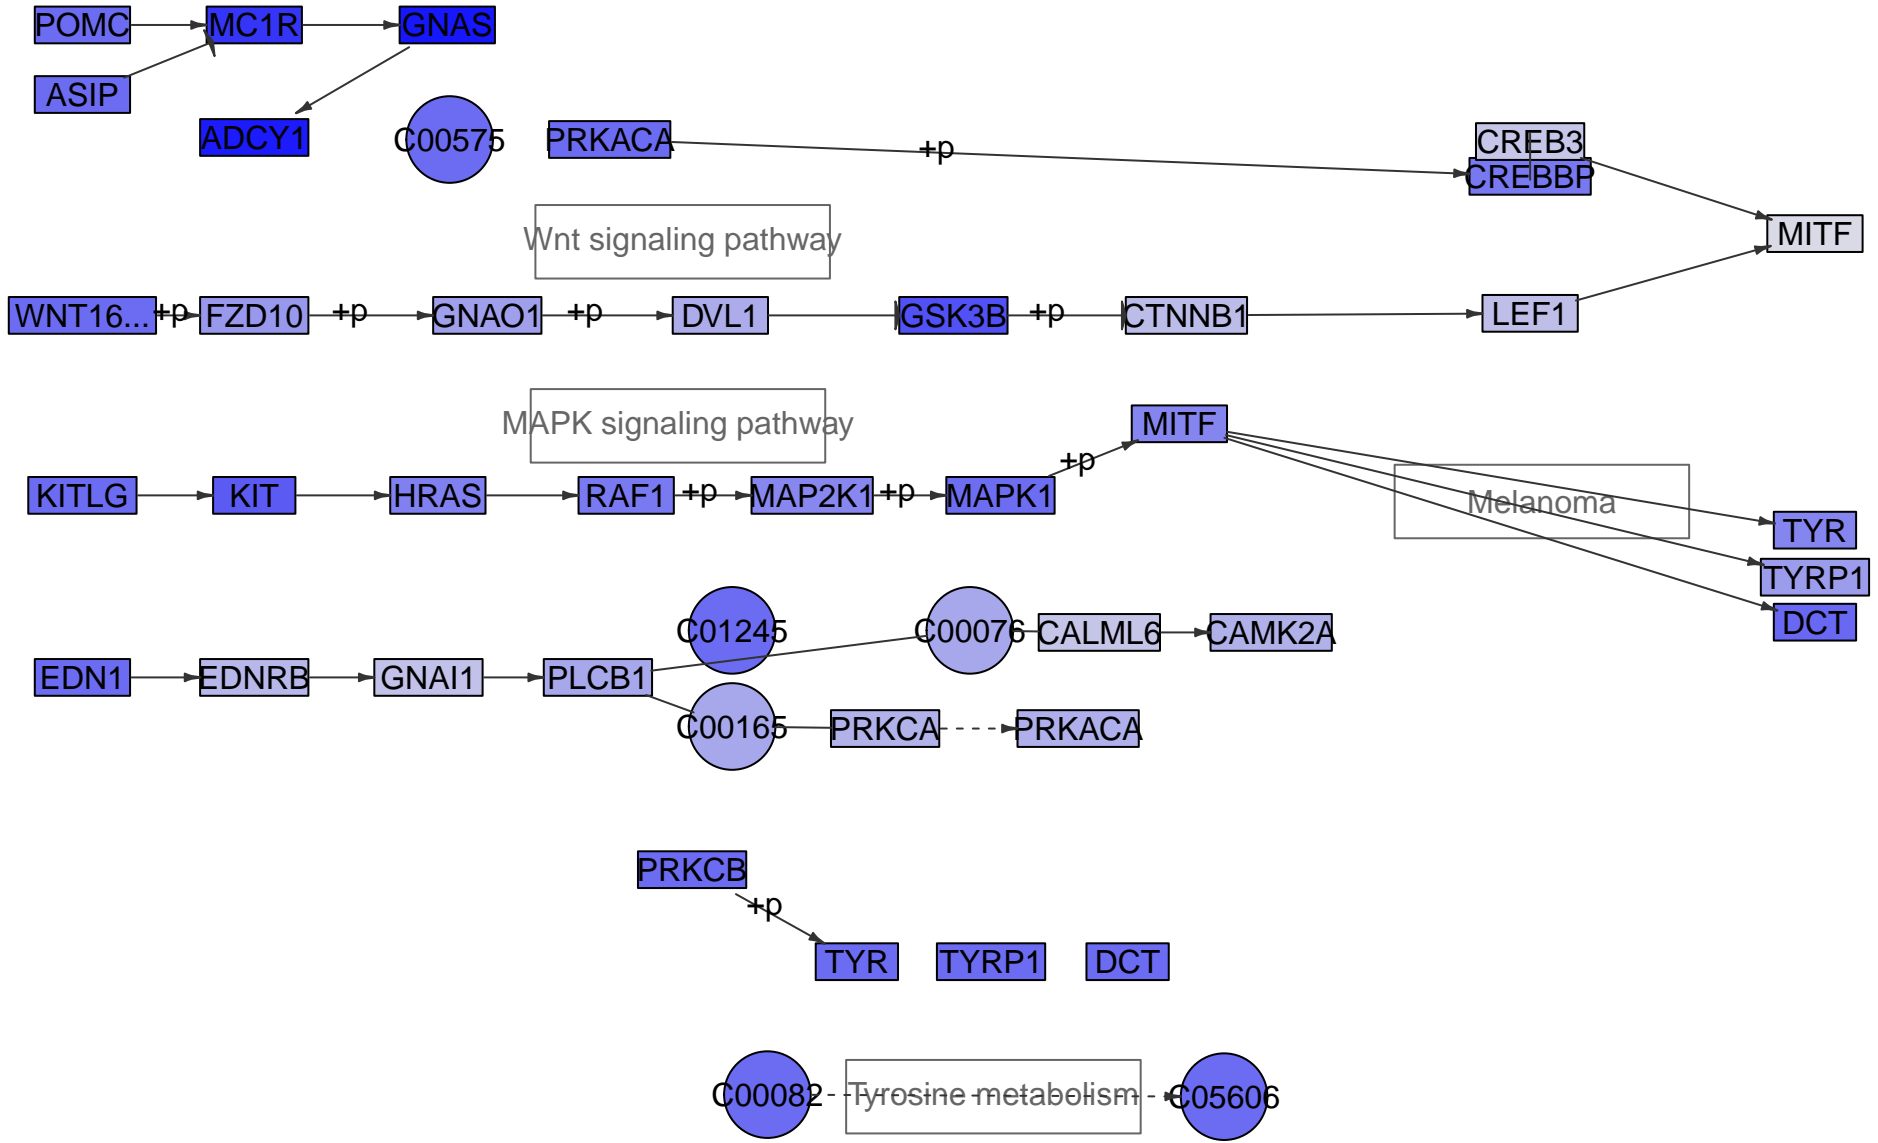 POMC MC1R GNAS
ASIP
ADCY1 C00575 PRKACA +p CREB3
CREBBP
Wnt signaling pathway MITF
WNT16... +p FZD10 +p GNAO1 +p DVL1 GSK3B +p CTNNB1 LEF1
MAPK signaling pathway MITF
+p
KITLG KIT HRAS RAF1 +p MAP2K1 +p MAPK1 Melanoma
TYR
TYRP1
C01245 C00076 CALML6 CAMK2A DCT
EDN1 EDNRB GNAI1 PLCB1
C00165 PRKCA PRKACA
PRKCB
+p
TYR TYRP1 DCT
C00082 Tyrosine metabolism C05606